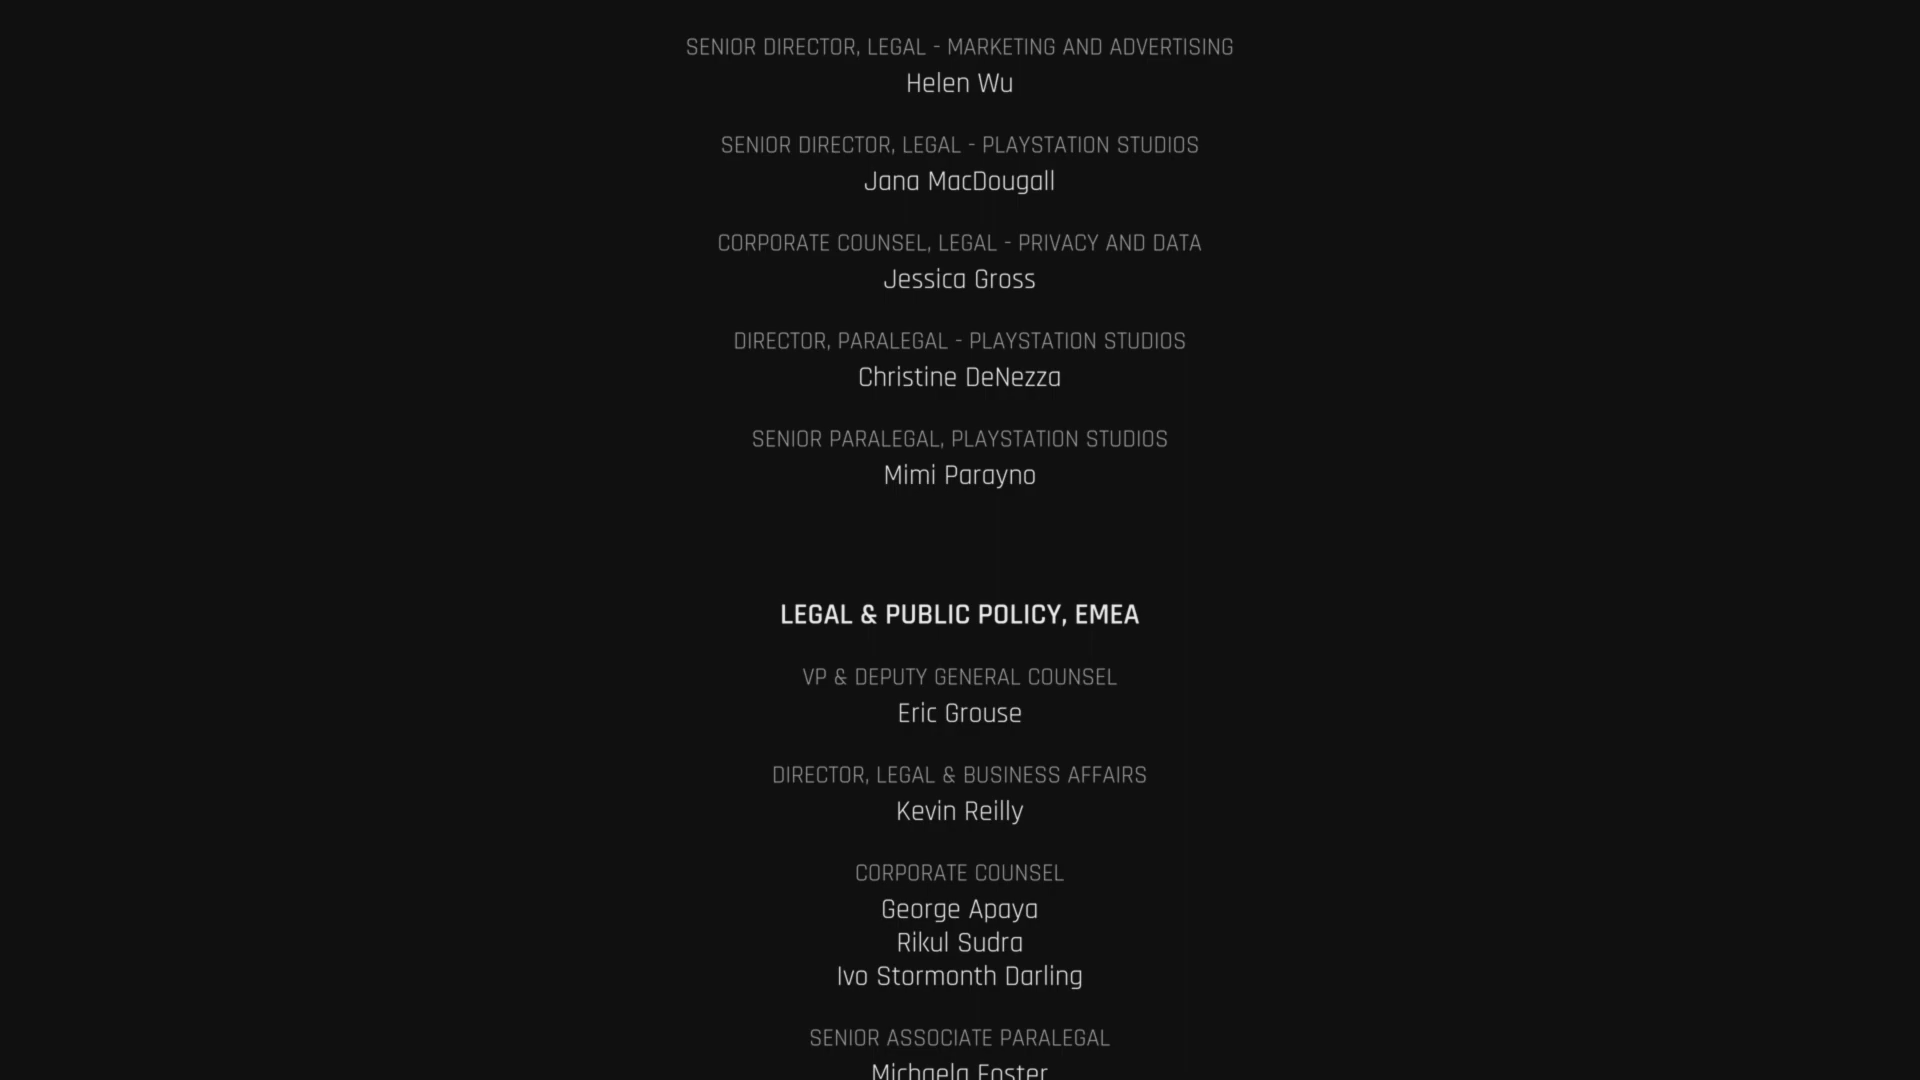 SENIOR DIRECTOR, LEGAL - MARKETING AND ADVERTISING
Helen Wu
SENIOR DIRECTOR, LEGAL - PLAYSTATION STUDIOS
Jana MacDougall
CORPORATE COUNSEL, LEGAL - PRIVACY AND DATA
Jessica Gross
DIRECTOR, PARALEGAL - PLAYSTATION STUDIOS
Christine DeNezza
SENIOR PARALEGAL, PLAYSTATION STUDIOS
Mimi Parayno
LEGAL & PUBLIC POLICY, EMEA
VP & DEPUTY GENERAL COUNSEL
Eric Grouse
DIRECTOR, LEGAL & BUSINESS AFFAIRS
Kevin Reilly
CORPORATE COUNSEL
George Apaya
Rikul Sudra
Ivo Stormonth Darling
SENIOR ASSOCIATE PARALEGAL
Michaela Foster